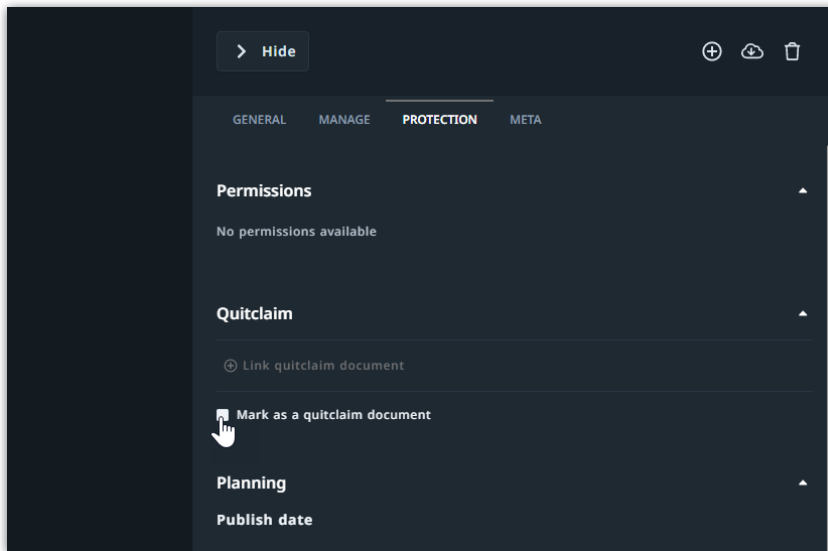 Hide
GENERAL MANAGE PROTECTION META
Permissions
No permissions available
Quitclaim
Link quitclaim document
Mark as a quitclaim document
Planning
Publish date